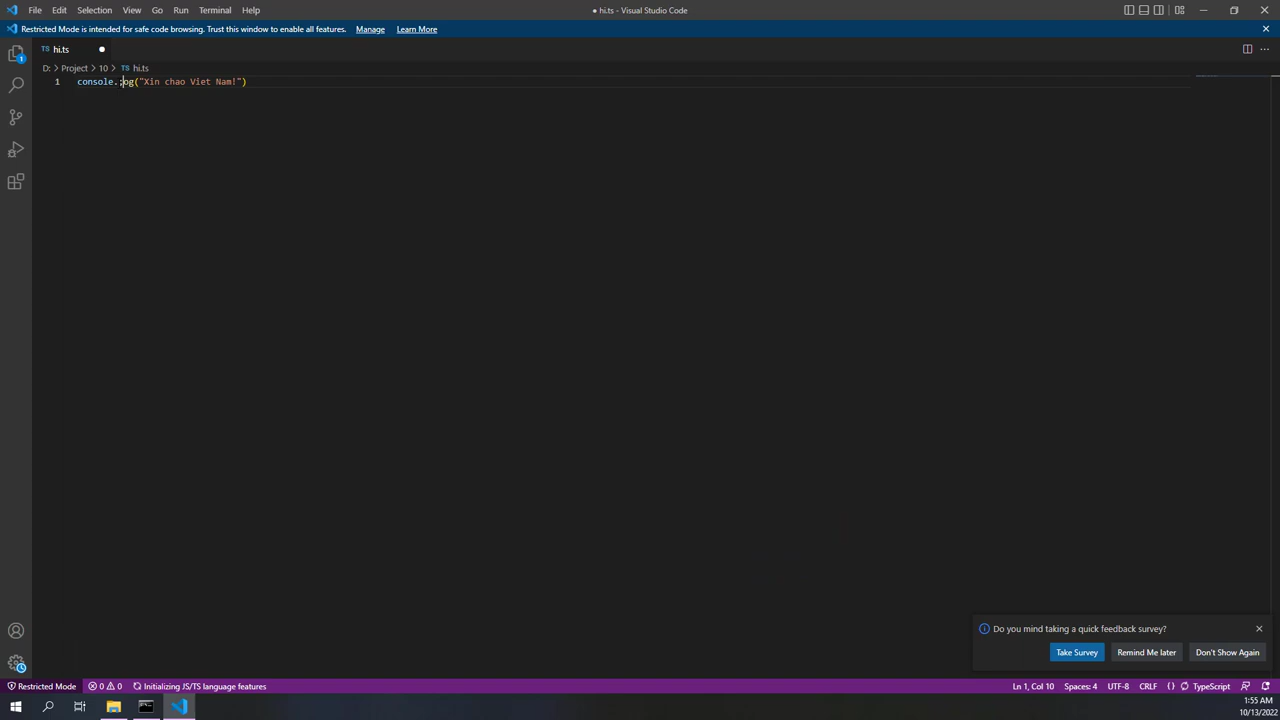 File Edit Selection View Go Run Terminal Help
● hi.ts - Visual Studio Code
Restricted Mode is intended for safe code browsing. Trust this window to enable all features. Manage Learn More
1
TS hi.ts ●
D: > Project > 10 > TS hi.ts
1 console.;og("Xin chao Viet Nam!")
Do you mind taking a quick feedback survey?
Take Survey Remind Me later Don't Show Again
Restricted Mode 0 0 Initializing JS/TS language features Ln 1, Col 10 Spaces: 4 UTF-8 CRLF {} TypeScript
1:55 AM
10/13/2022